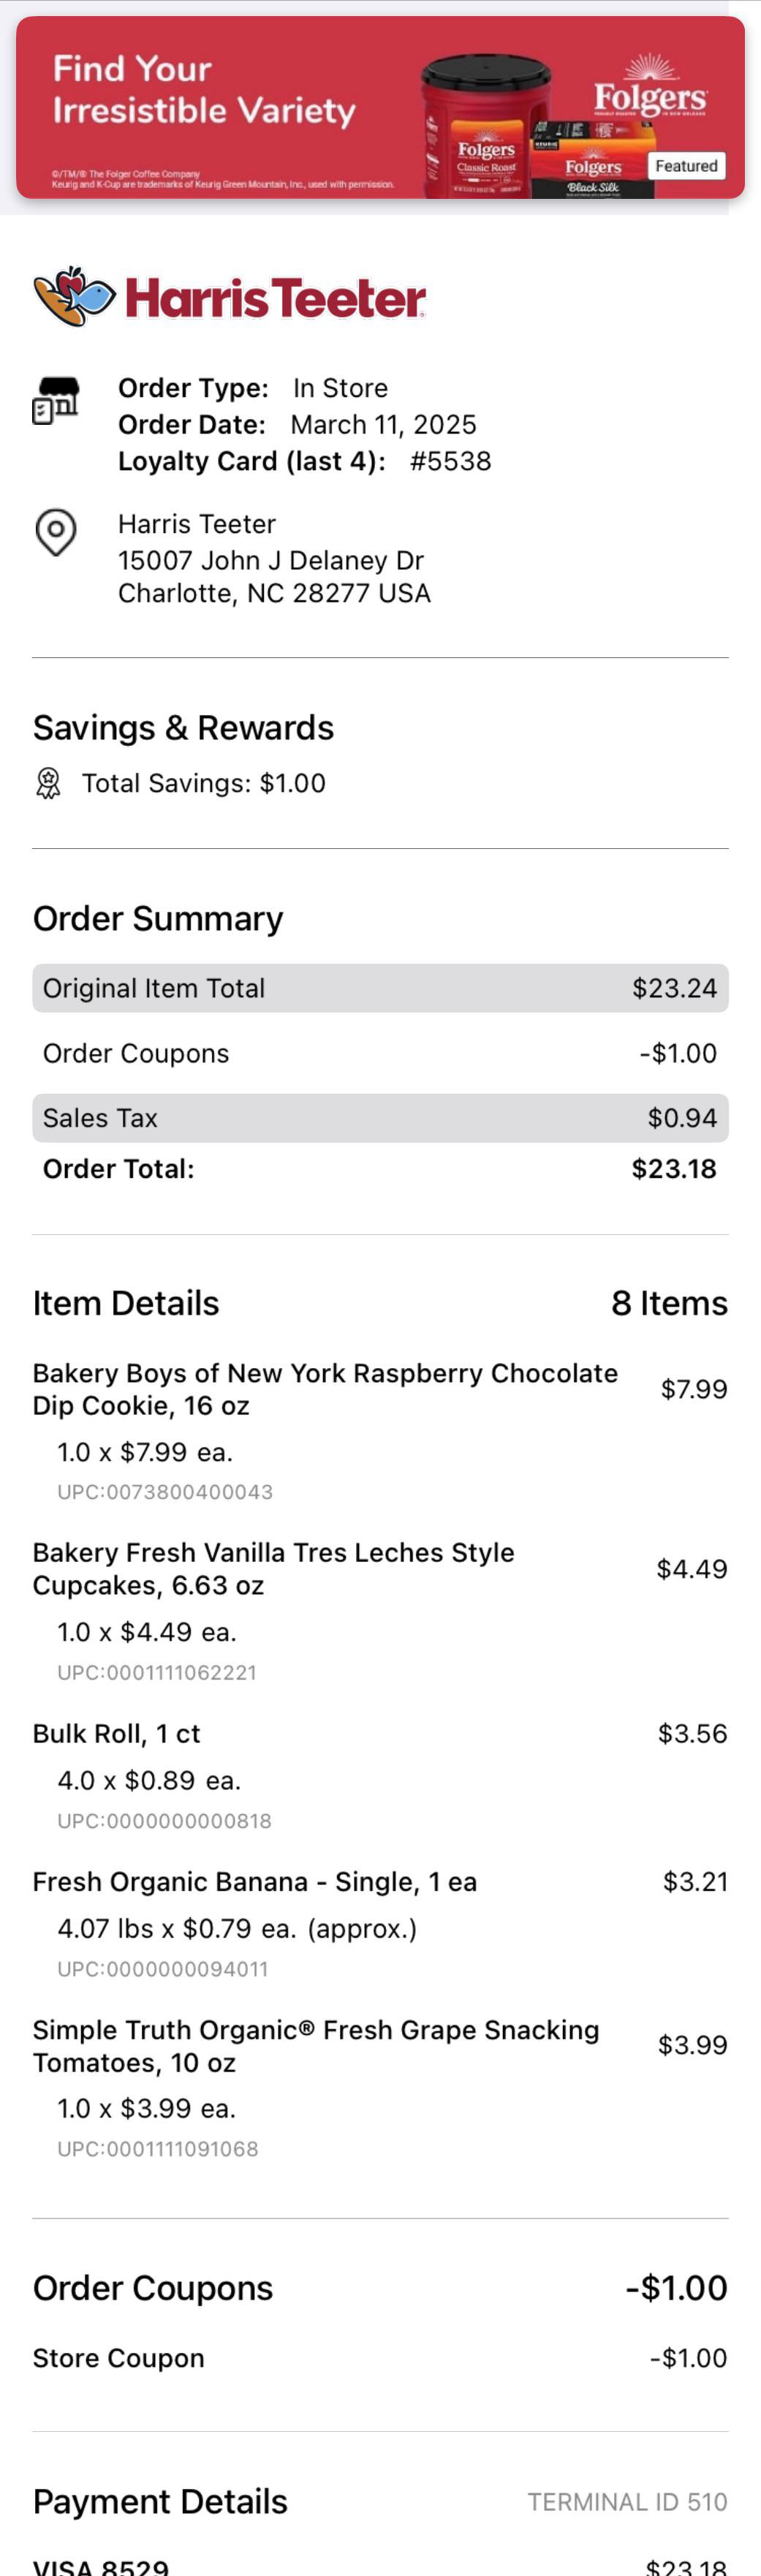 Find Your
Irresistible Variety
©/TM/® The Folger Coffee Company
Keurig and K-Cup are trademarks of Keurig Green Mountain, Inc., used with permission.
Folgers
Classic Roast
KEURIG
Folgers
Black Silk
Folgers
Featured
Harris Teeter
Order Type: In Store
Order Date: March 11, 2025
Loyalty Card (last 4): #5538
Harris Teeter
15007 John J Delaney Dr
Charlotte, NC 28277 USA
Savings & Rewards
Total Savings: $1.00
Order Summary
Original Item Total $23.24
Order Coupons -$1.00
Sales Tax $0.94
Order Total: $23.18
Item Details 8 Items
Bakery Boys of New York Raspberry Chocolate
Dip Cookie, 16 oz $7.99
1.0 x $7.99 ea.
UPC:0073800400043
Bakery Fresh Vanilla Tres Leches Style
Cupcakes, 6.63 oz $4.49
1.0 x $4.49 ea.
UPC:0001111062221
Bulk Roll, 1 ct $3.56
4.0 x $0.89 ea.
UPC:0000000000818
Fresh Organic Banana - Single, 1 ea $3.21
4.07 lbs x $0.79 ea. (approx.)
UPC:0000000094011
Simple Truth Organic® Fresh Grape Snacking
Tomatoes, 10 oz $3.99
1.0 x $3.99 ea.
UPC:0001111091068
Order Coupons -$1.00
Store Coupon -$1.00
Payment Details TERMINAL ID 510
VISA 8529 $23.18